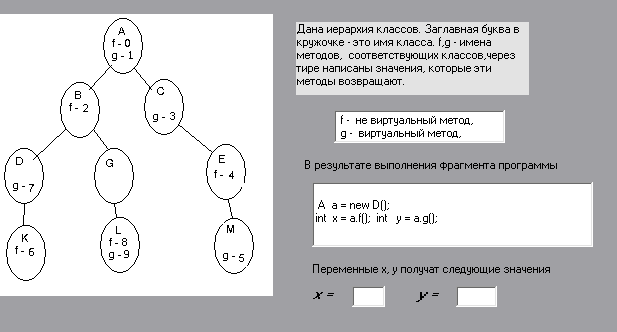 A
f - 0
g - 1
B
f - 2
C
g - 3
D
g - 7
G
E
f - 4
K
f - 6
L
f - 8
g - 9
M
g - 5
Дана иерархия классов. Заглавная буква в
кружочке - это имя класса. f,g - имена
методов, соответствующих классов,через
тире написаны значения, которые эти
методы возвращают.
f - не виртуальный метод,
g - виртуальный метод,
В результате выполнения фрагмента программы
A a = new D();
int x = a.f(); int y = a.g();
Переменные x, y получат следующие значения
x = y =